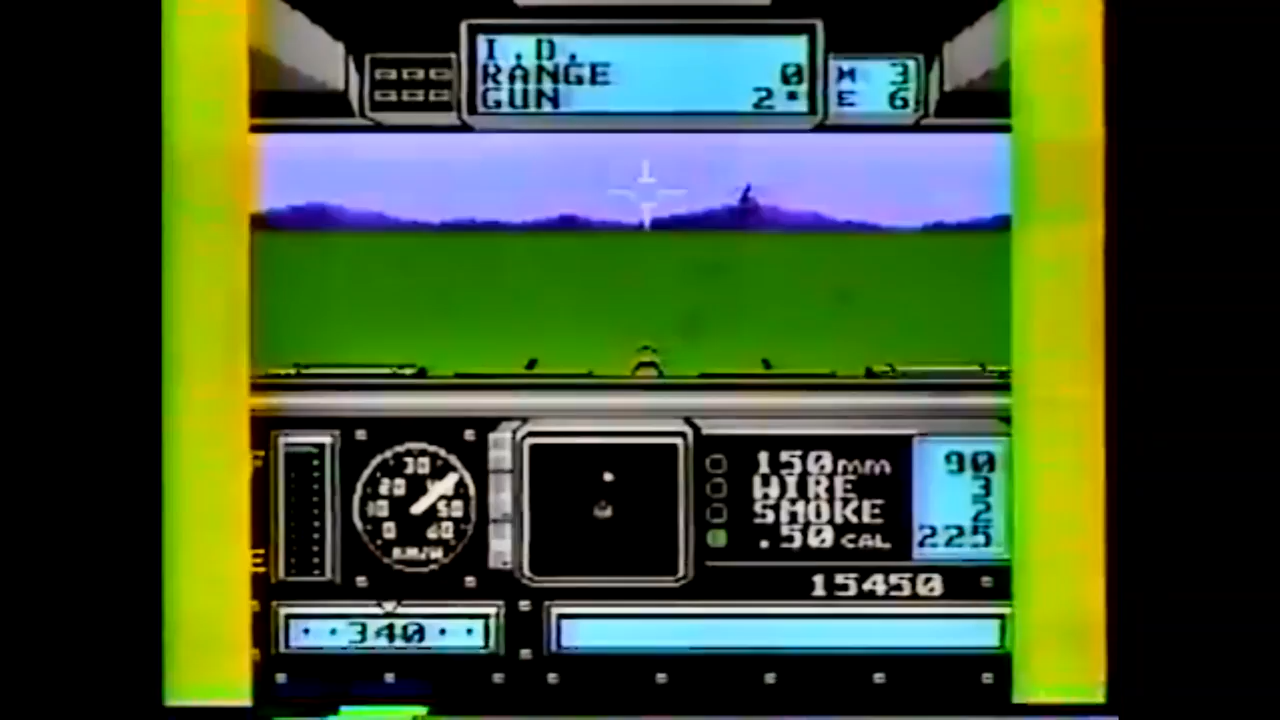 I.D.
RANGE 0
GUN 2°
M 3
E 6
F
E
30
20
10 50
0 60
KM/H
150mm 90
WIRE 3
SMOKE 2
.50 CAL 225
15450
· · 340 · ·